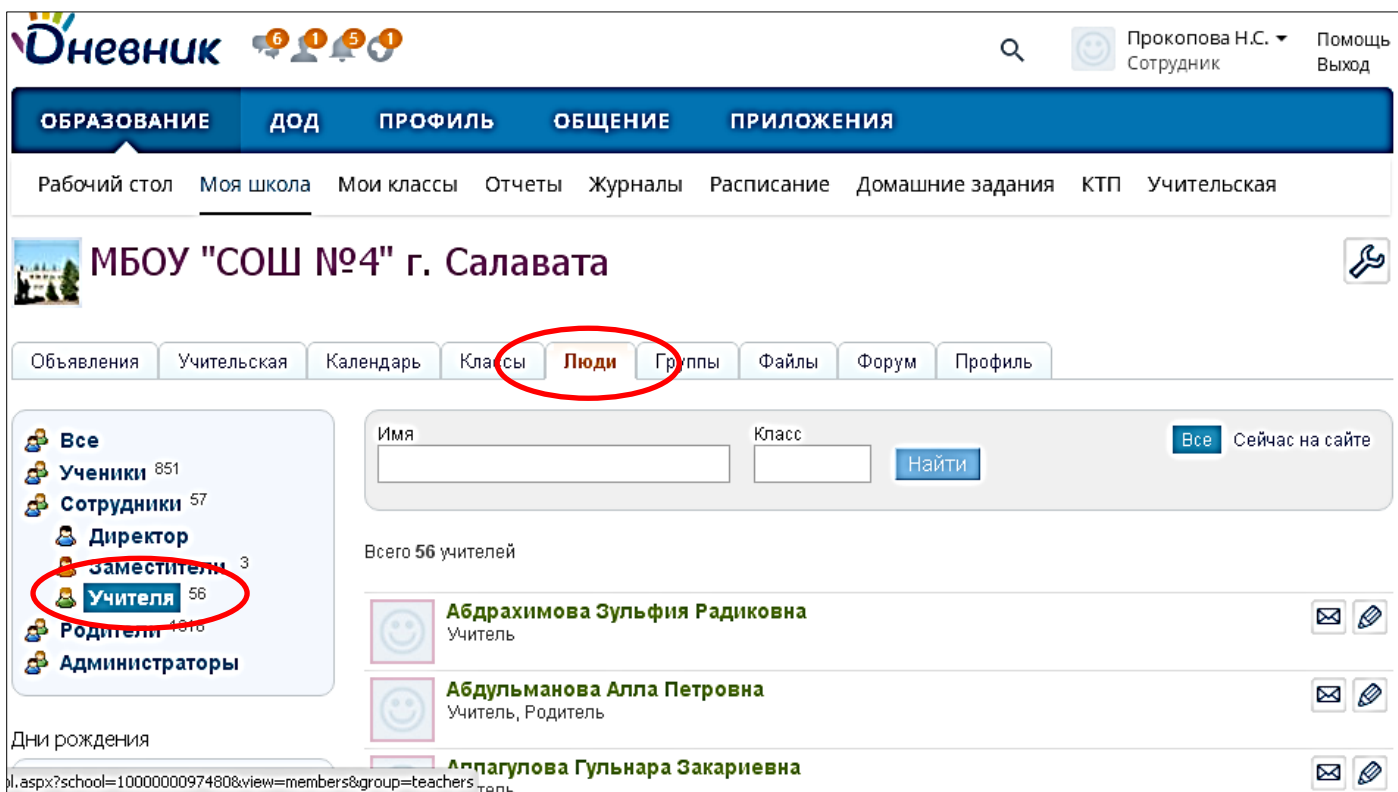 Дневник 6 1 5 1
Прокопова Н.С. Помощь
Сотрудник Выход
ОБРАЗОВАНИЕ ДОД ПРОФИЛЬ ОБЩЕНИЕ ПРИЛОЖЕНИЯ
Рабочий стол Моя школа Мои классы Отчеты Журналы Расписание Домашние задания КТП Учительская
МБОУ "СОШ №4" г. Салавата
Объявления Учительская Календарь Классы Люди Группы Файлы Форум Профиль
Все
Ученики 851
Сотрудники 57
Директор
Заместители 3
Учителя 56
Родители
Администраторы
Дни рождения
Имя Класс
Найти
Все Сейчас на сайте
Всего 56 учителей
Абдрахимова Зульфия Радиковна
Учитель
Абдульманова Алла Петровна
Учитель, Родитель
Гульнара Закариевна
ol.aspx?school=1000000097480&view=members&group=teachers